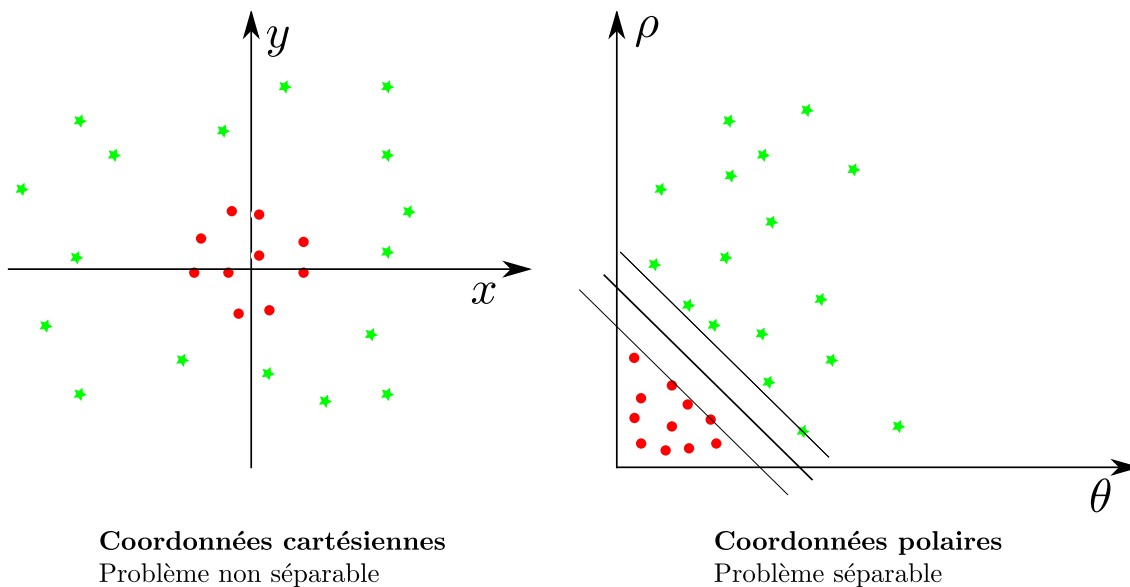 y
x
Coordonnées cartésiennes
Problème non séparable
ρ
θ
Coordonnées polaires
Problème séparable